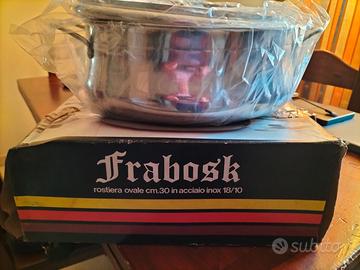 Frabosk
rostiera ovale cm.30 in acciaio inox 18/10
subito